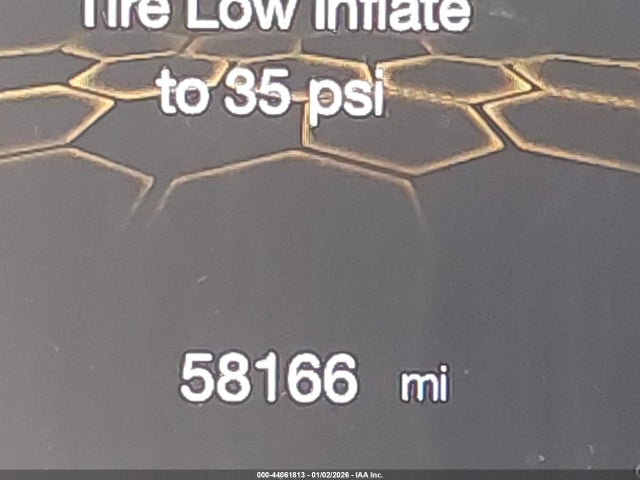 Tire Low Inflate
to 35 psi
58166 mi
000-44061813 - 01/02/2026 - IAA Inc.